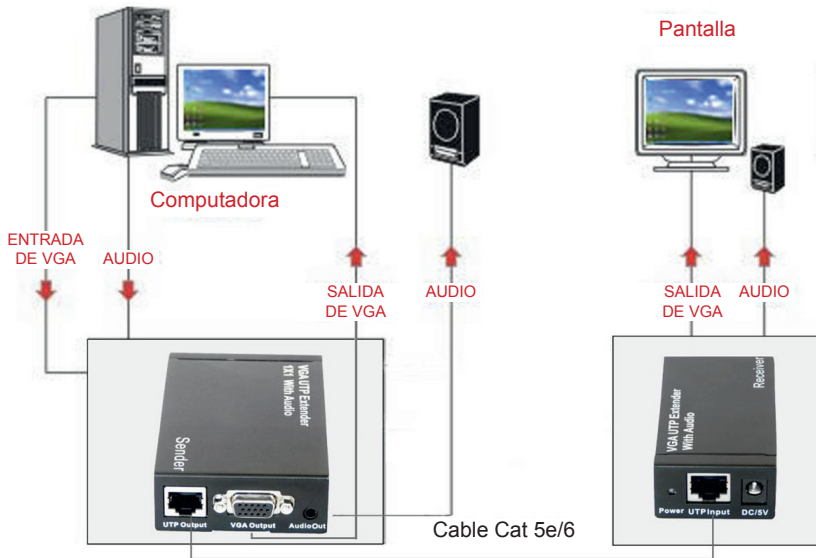 Pantalla
Computadora
ENTRADA
DE VGA
AUDIO
SALIDA
DE VGA
AUDIO
SALIDA
DE VGA
AUDIO
VGA UTP Extender
1X1 With Audio
Sender
UTP Output
VGA Output
AudioOut
Cable Cat 5e/6
VGA UTP Extender
With Audio
Receiver
Power
UTP Input
DC/5V